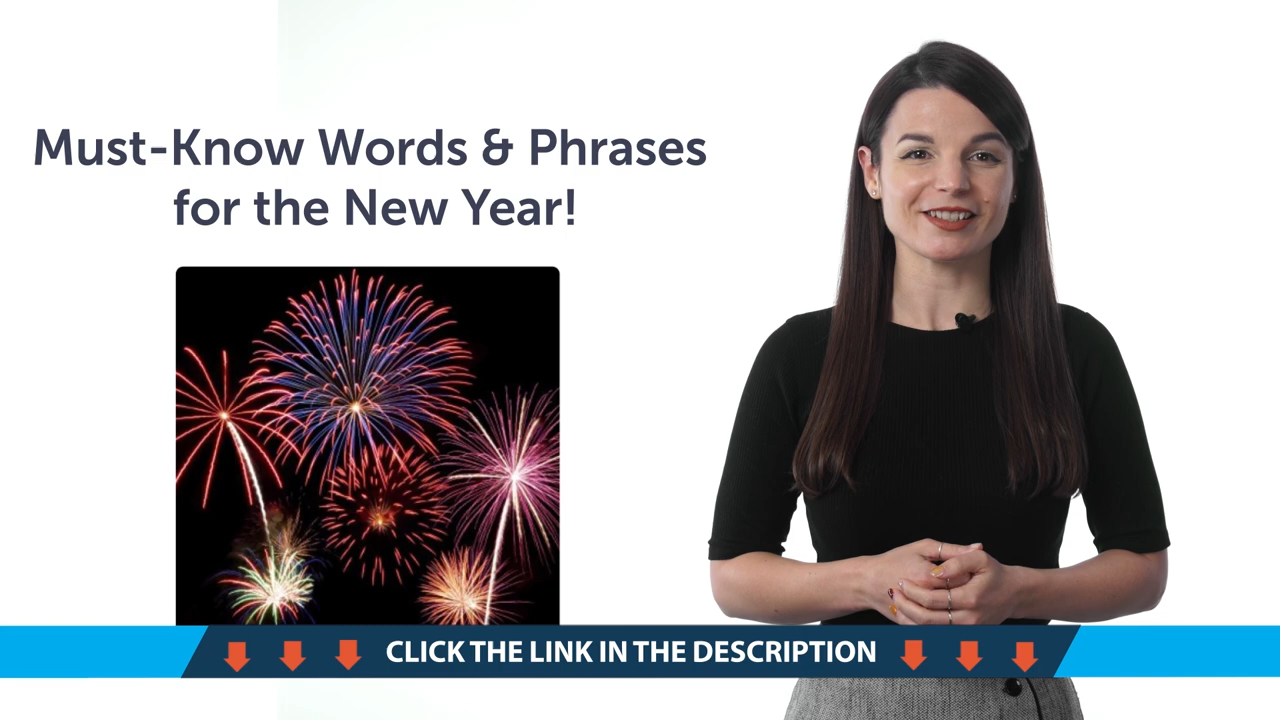 Must-Know Words & Phrases
for the New Year!
CLICK THE LINK IN THE DESCRIPTION